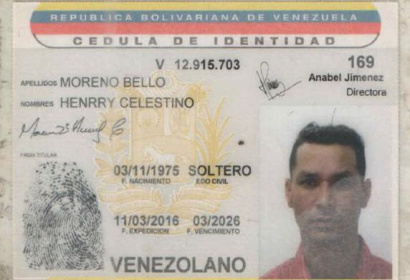 REPUBLICA BOLIVARIANA DE VENEZUELA
CEDULA DE IDENTIDAD
V 12.915.703
169
APELLIDOS MORENO BELLO
Anabel Jimenez
Directora
NOMBRES HENRRY CELESTINO
FIRMA TITULAR
03/11/1975 SOLTERO
F. NACIMIENTO EDO CIVIL
11/03/2016 03/2026
F. EXPEDICION F. VENCIMIENTO
VENEZOLANO